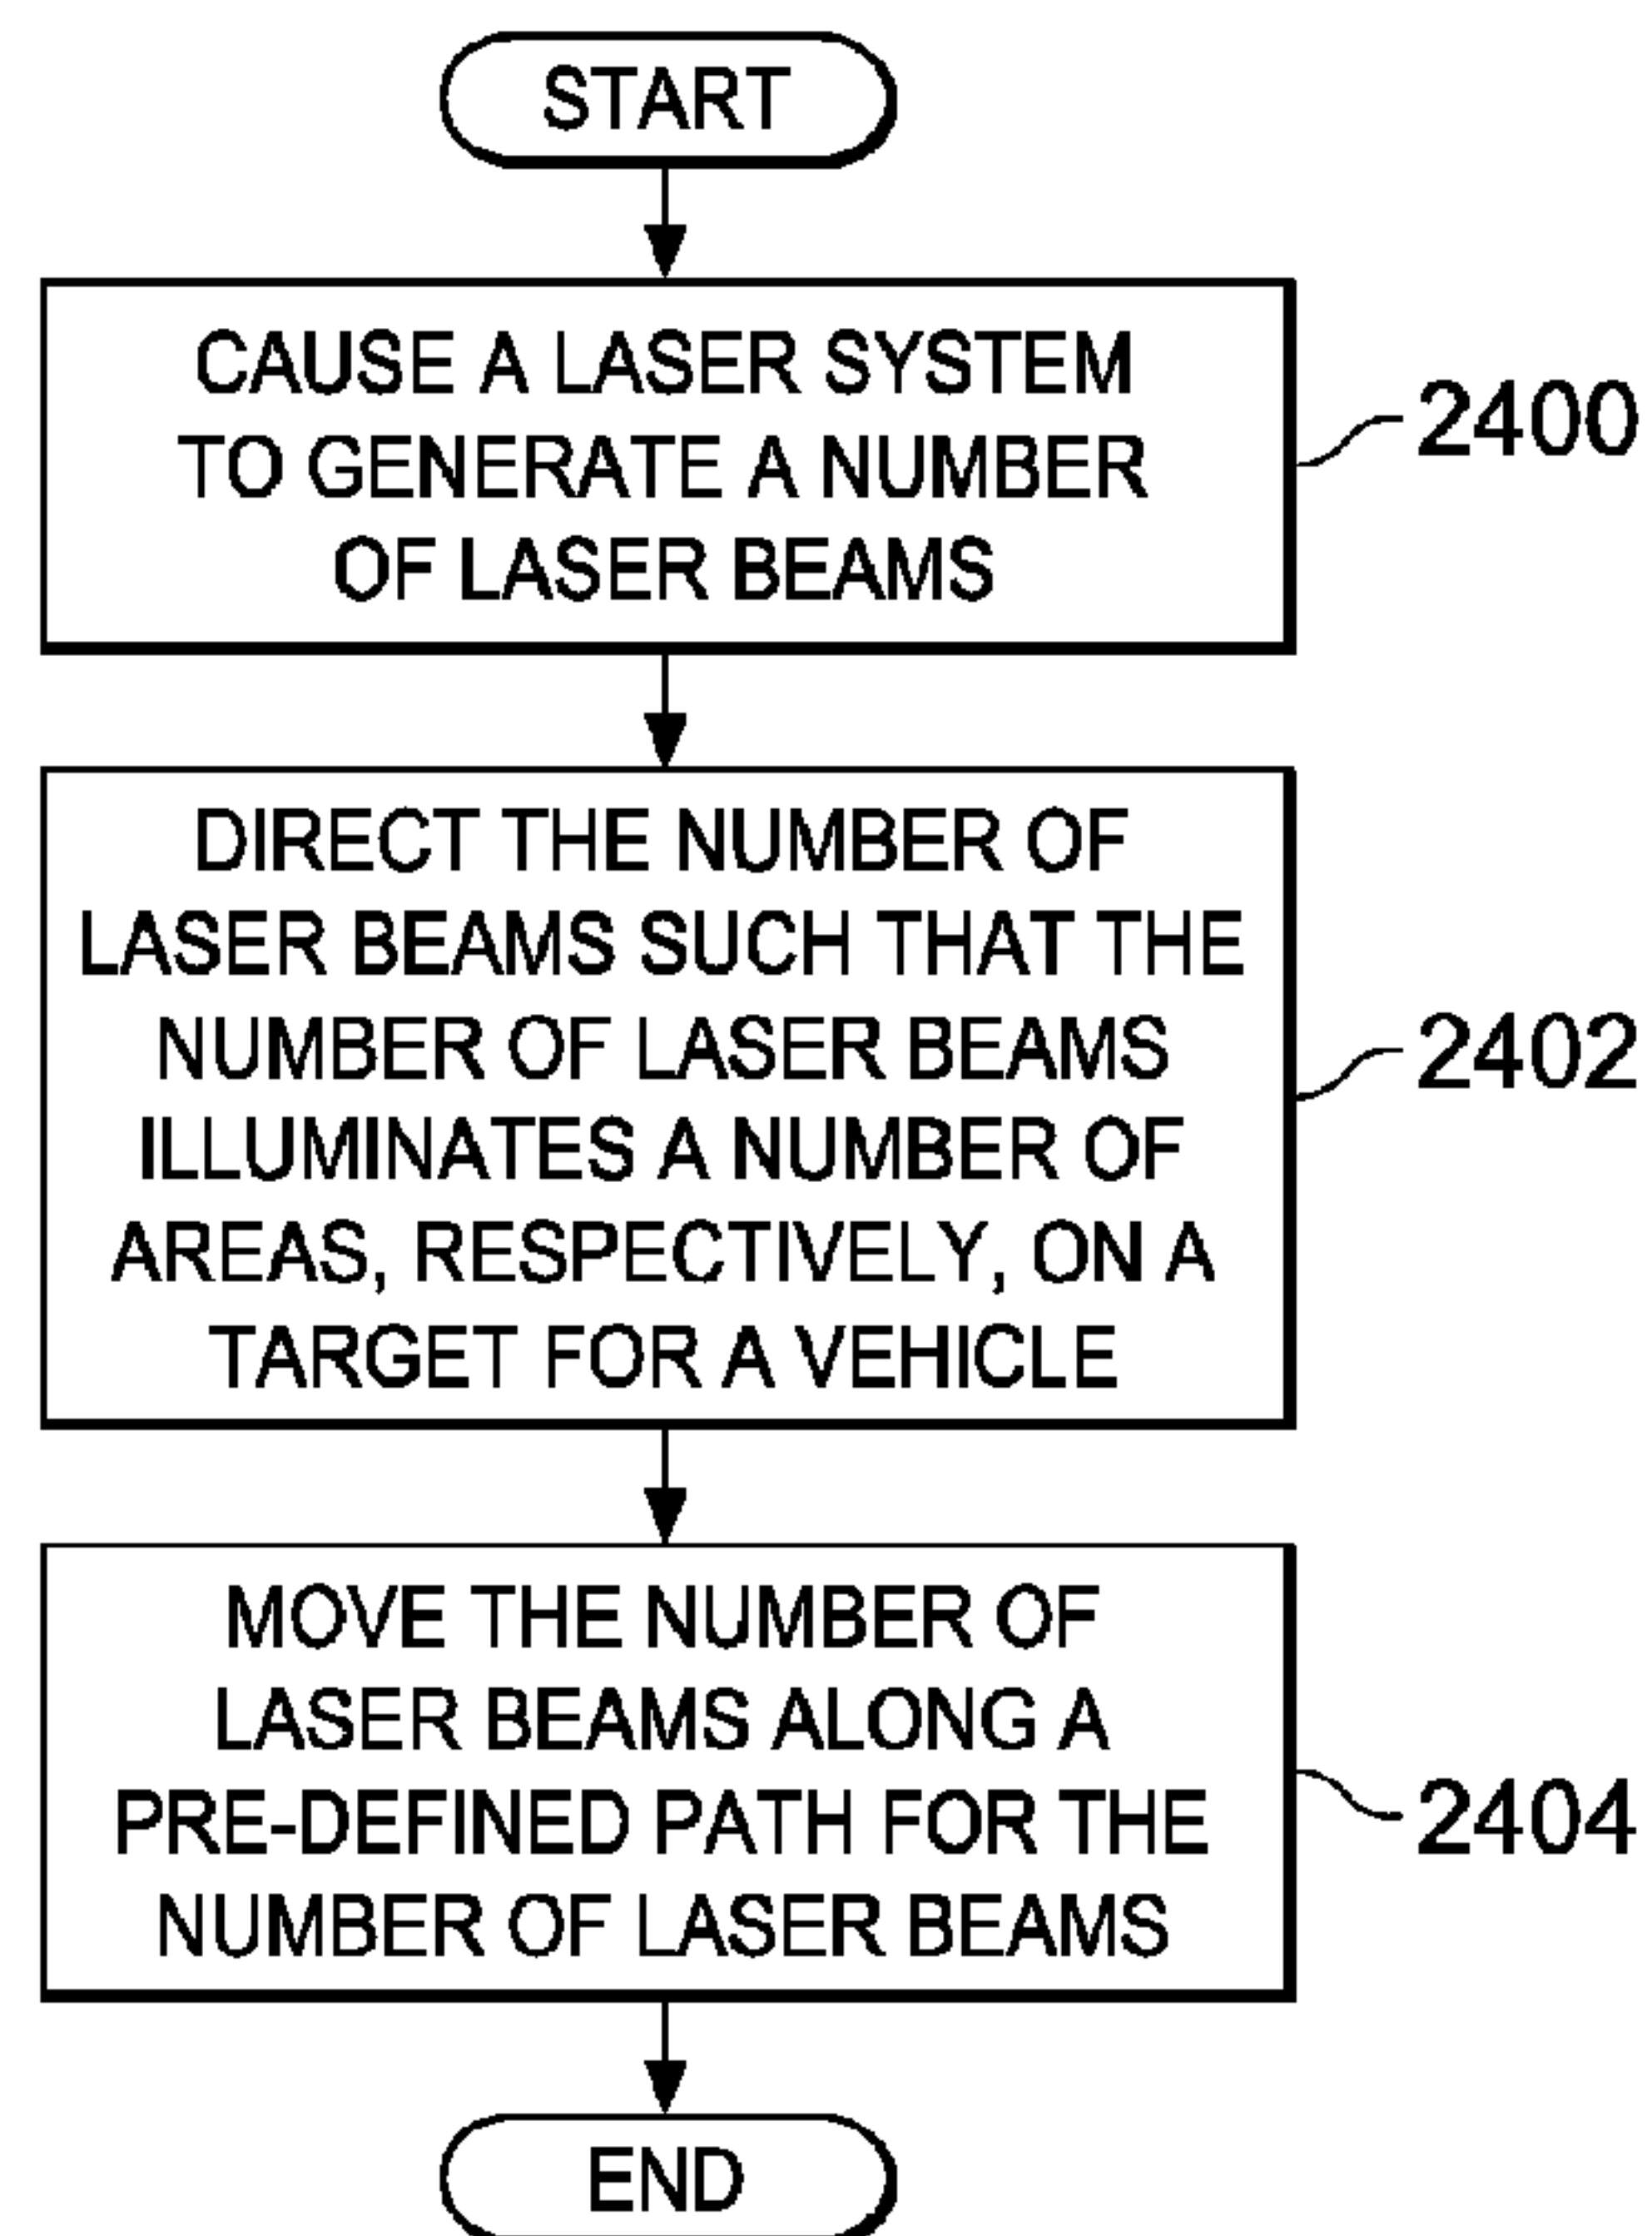 START
CAUSE A LASER SYSTEM
TO GENERATE A NUMBER
OF LASER BEAMS
2400
DIRECT THE NUMBER OF
LASER BEAMS SUCH THAT THE
NUMBER OF LASER BEAMS
ILLUMINATES A NUMBER OF
AREAS, RESPECTIVELY, ON A
TARGET FOR A VEHICLE
2402
MOVE THE NUMBER OF
LASER BEAMS ALONG A
PRE-DEFINED PATH FOR THE
NUMBER OF LASER BEAMS
2404
END